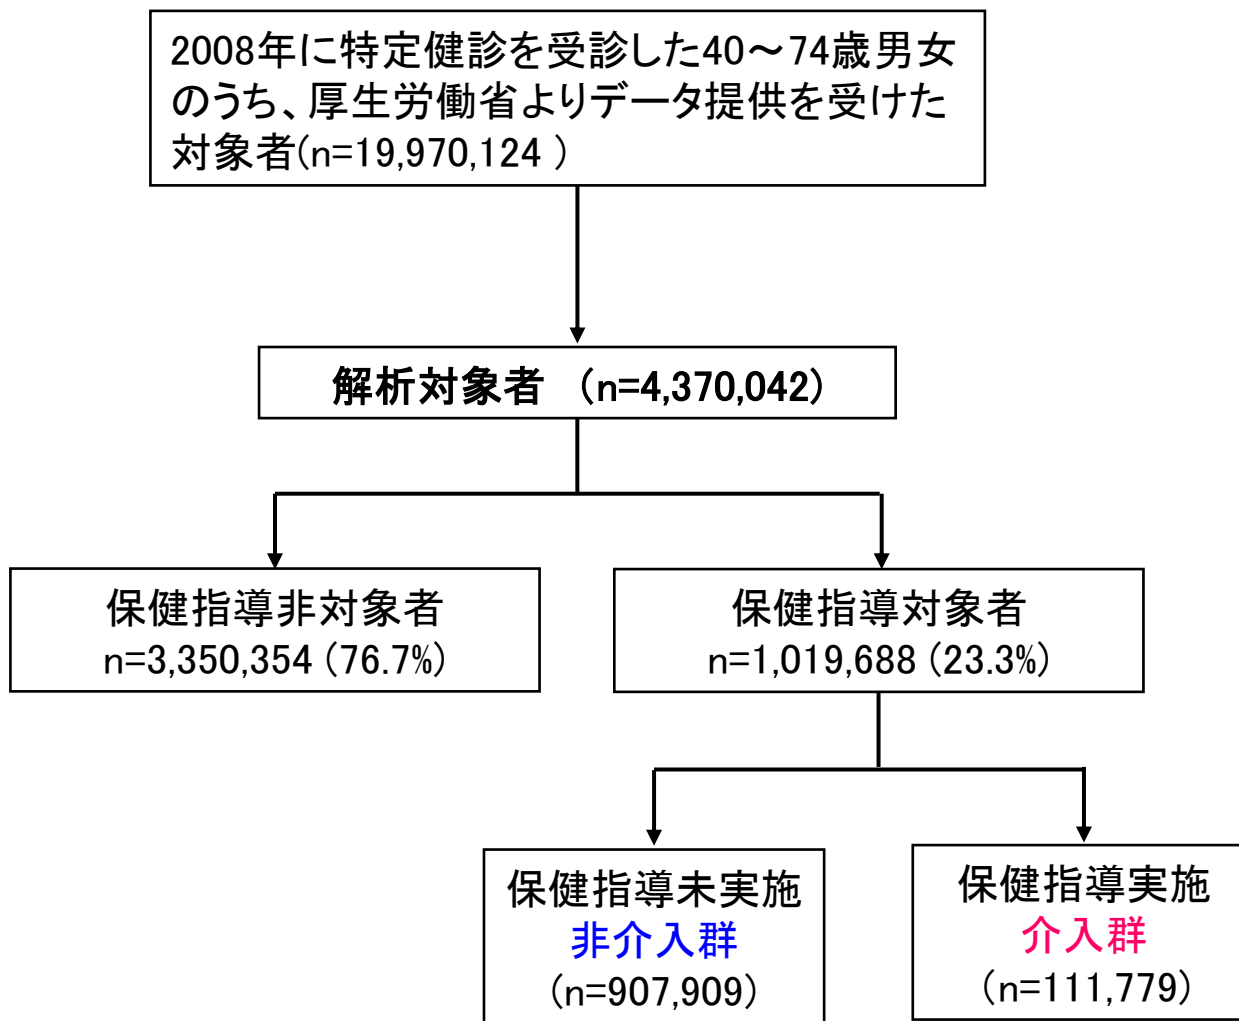 2008年に特定健診を受診した40～74歳男女
のうち、厚生労働省よりデータ提供を受けた
対象者(n=19,970,124 )
解析対象者 (n=4,370,042)
保健指導非対象者
n=3,350,354 (76.7%)
保健指導対象者
n=1,019,688 (23.3%)
保健指導未実施
非介入群
(n=907,909)
保健指導実施
介入群
(n=111,779)